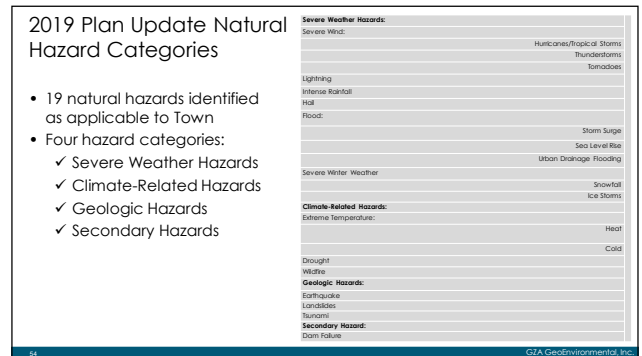 2019 Plan Update Natural
Hazard Categories
• 19 natural hazards identified
as applicable to Town
• Four hazard categories:
✓ Severe Weather Hazards
✓ Climate-Related Hazards
✓ Geologic Hazards
✓ Secondary Hazards
Severe Weather Hazards:
Severe Wind:
Hurricanes/Tropical Storms
Thunderstorms
Tornadoes
Lightning
Intense Rainfall
Hail
Flood:
Storm Surge
Sea Level Rise
Urban Drainage Flooding
Severe Winter Weather
Snowfall
Ice Storms
Climate-Related Hazards:
Extreme Temperature:
Heat
Cold
Drought
Wildfire
Geologic Hazards:
Earthquake
Landslides
Tsunami
Secondary Hazard:
Dam Failure
54
GZA GeoEnvironmental, Inc.